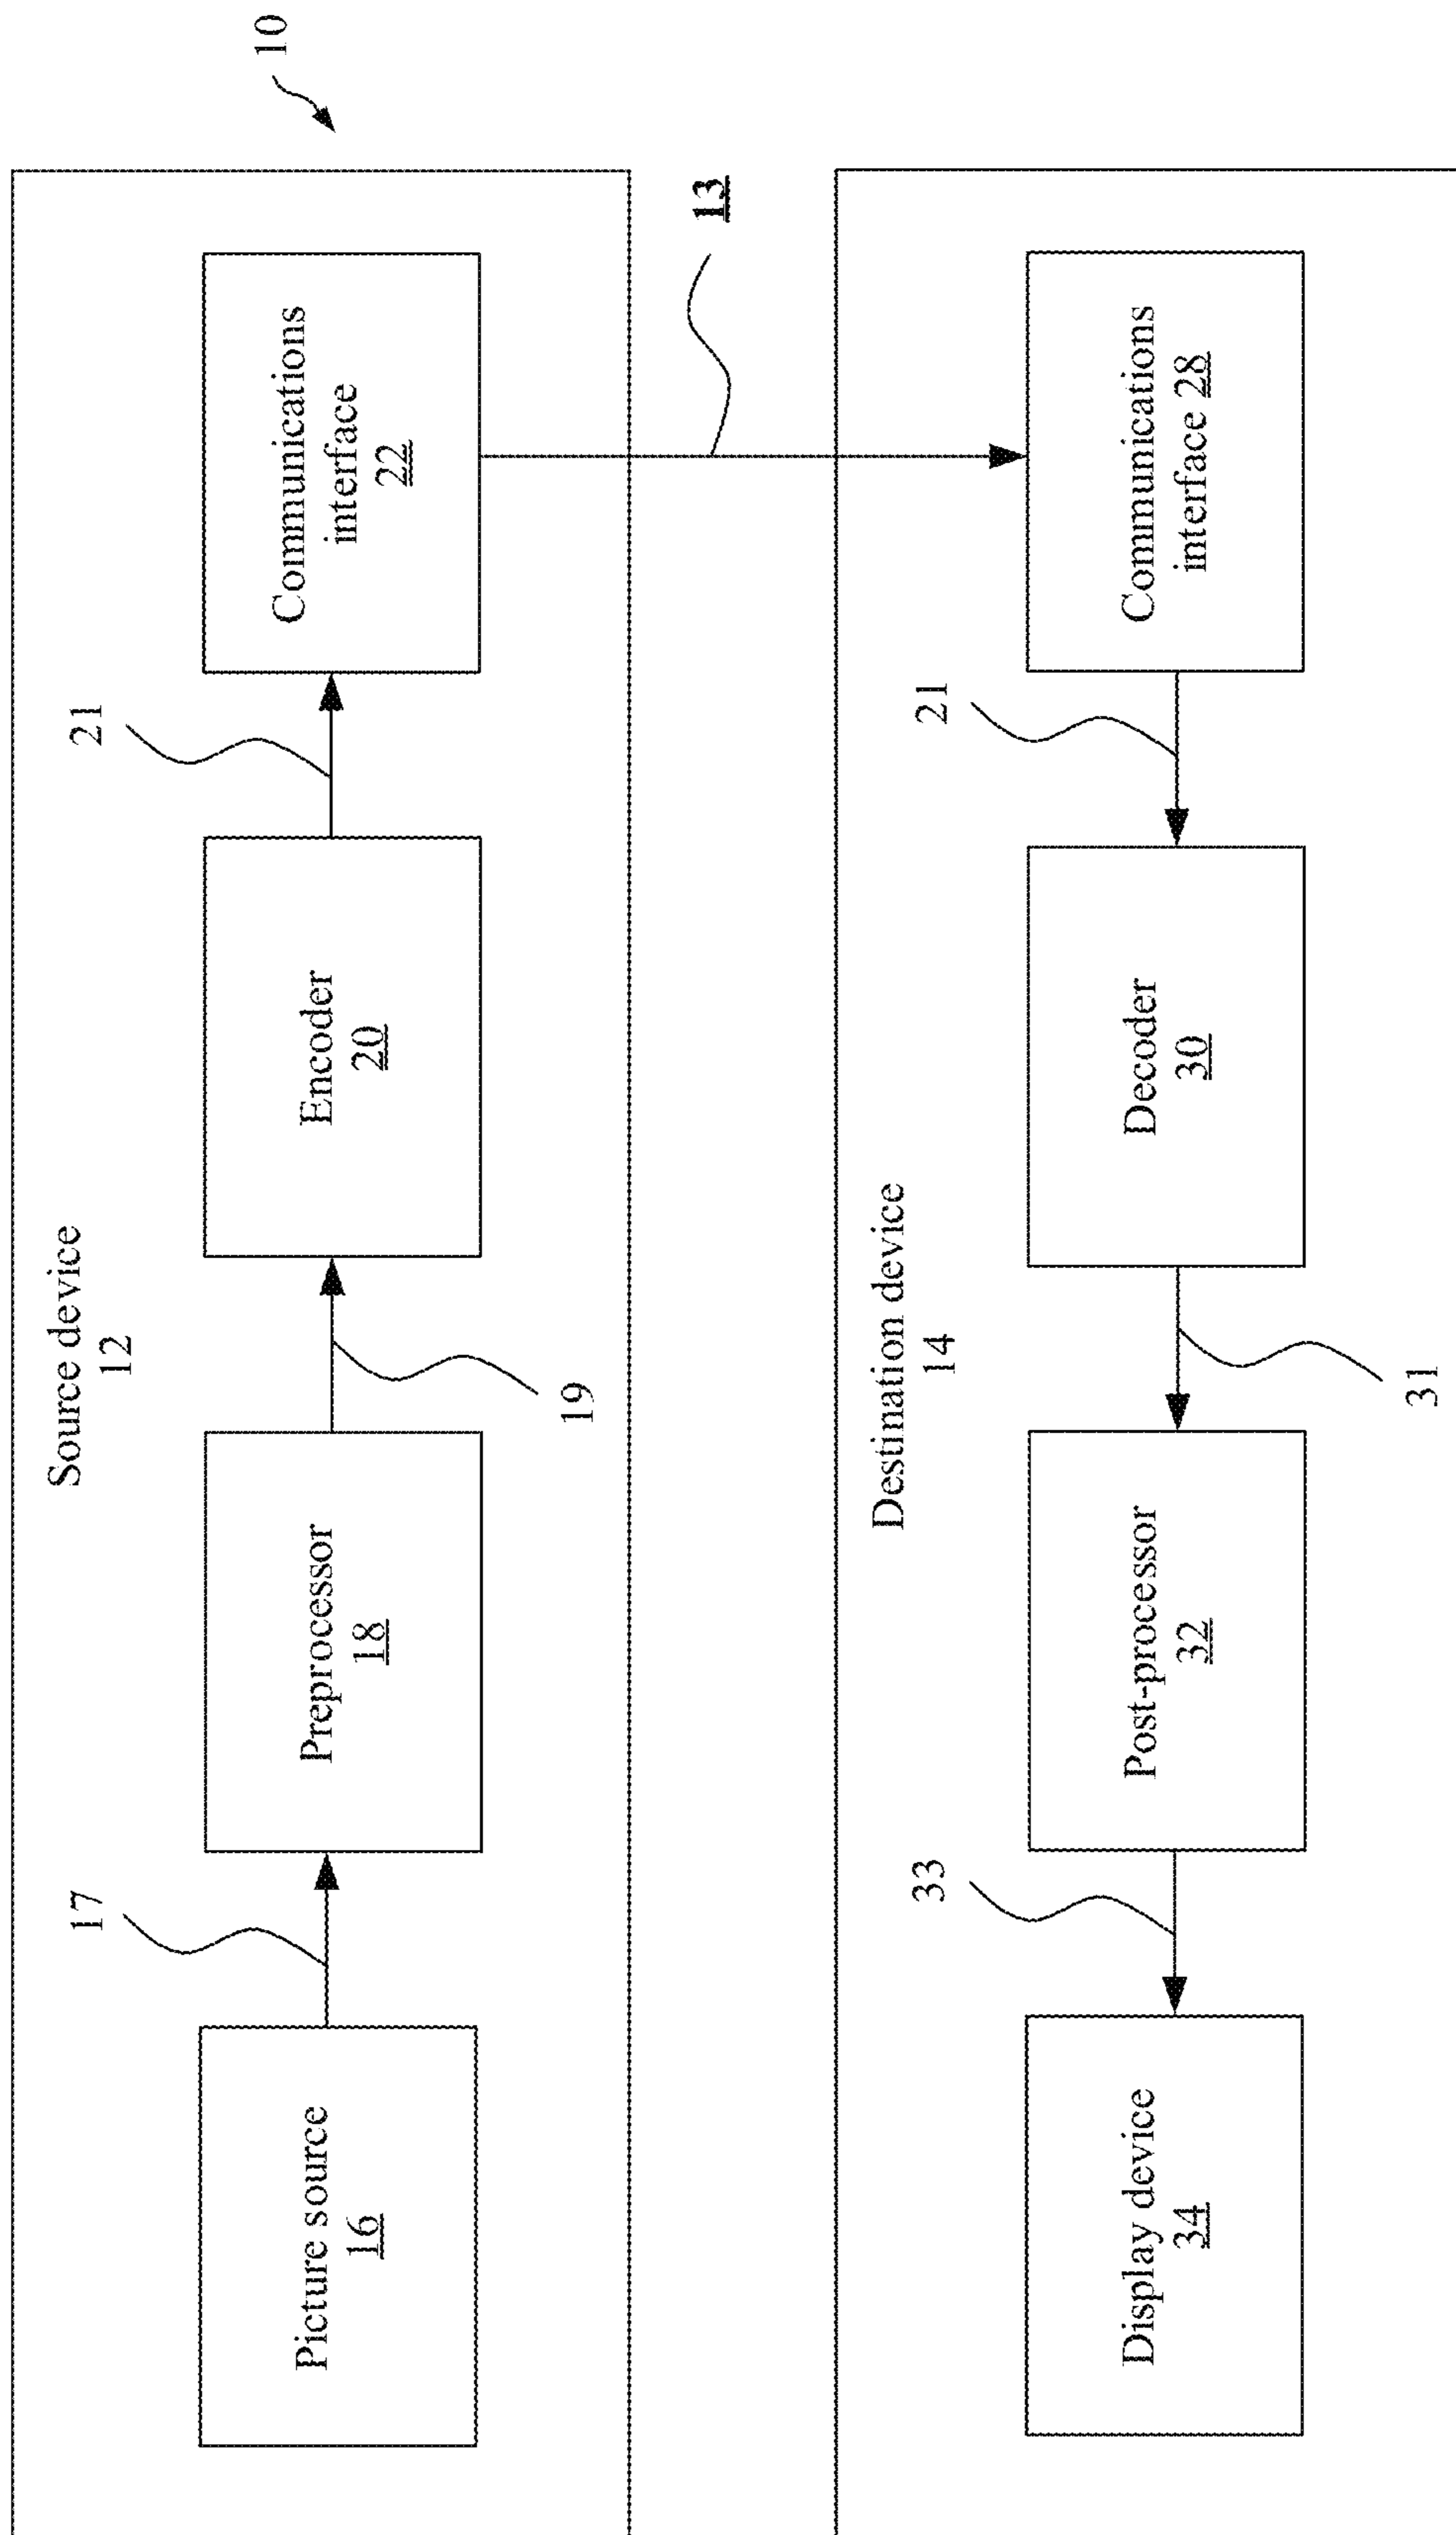 10
Source device
12
17
21
Picture source
16
Preprocessor
18
Encoder
20
Communications
interface
22
19
13
Destination device
14
33
21
Display device
34
Post-processor
32
Decoder
30
Communications
interface 28
31